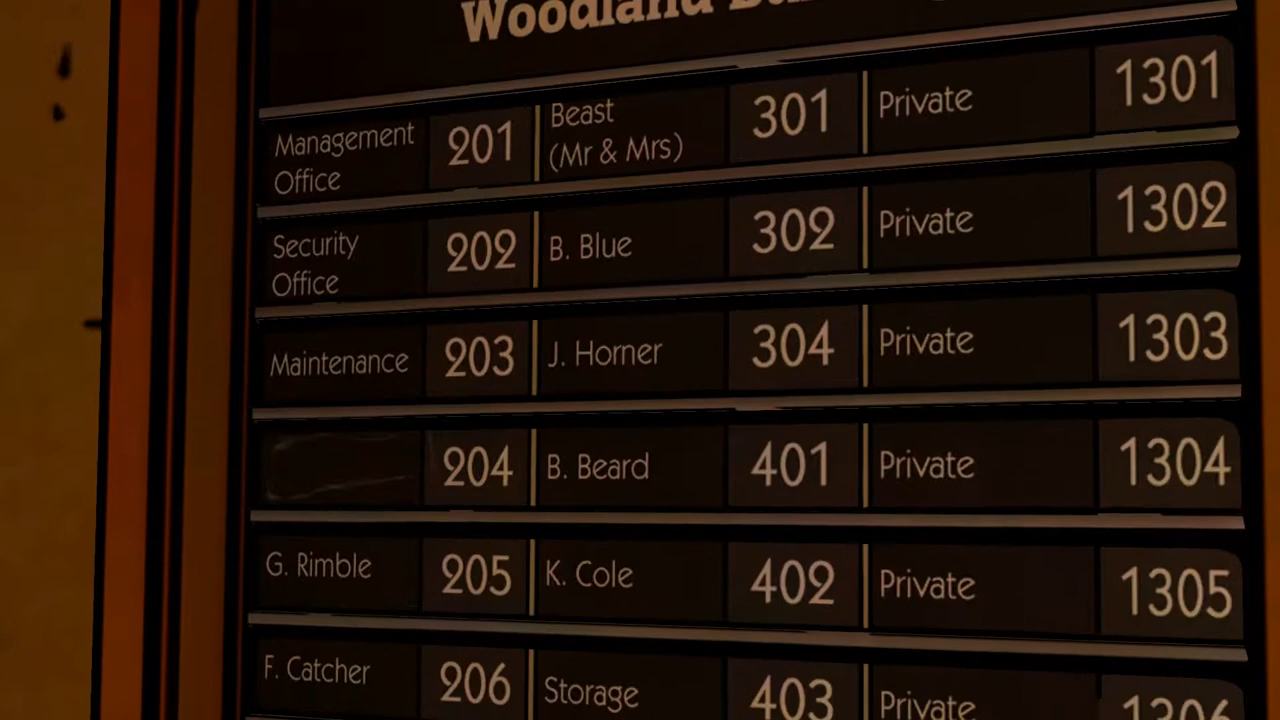 Woodland
Management
Office
201
Beast
(Mr & Mrs)
301
Private
1301
Security
Office
202
B. Blue
302
Private
1302
Maintenance
203
J. Horner
304
Private
1303
204
B. Beard
401
Private
1304
G. Rimble
205
K. Cole
402
Private
1305
F. Catcher
206
Storage
403
Private
1306